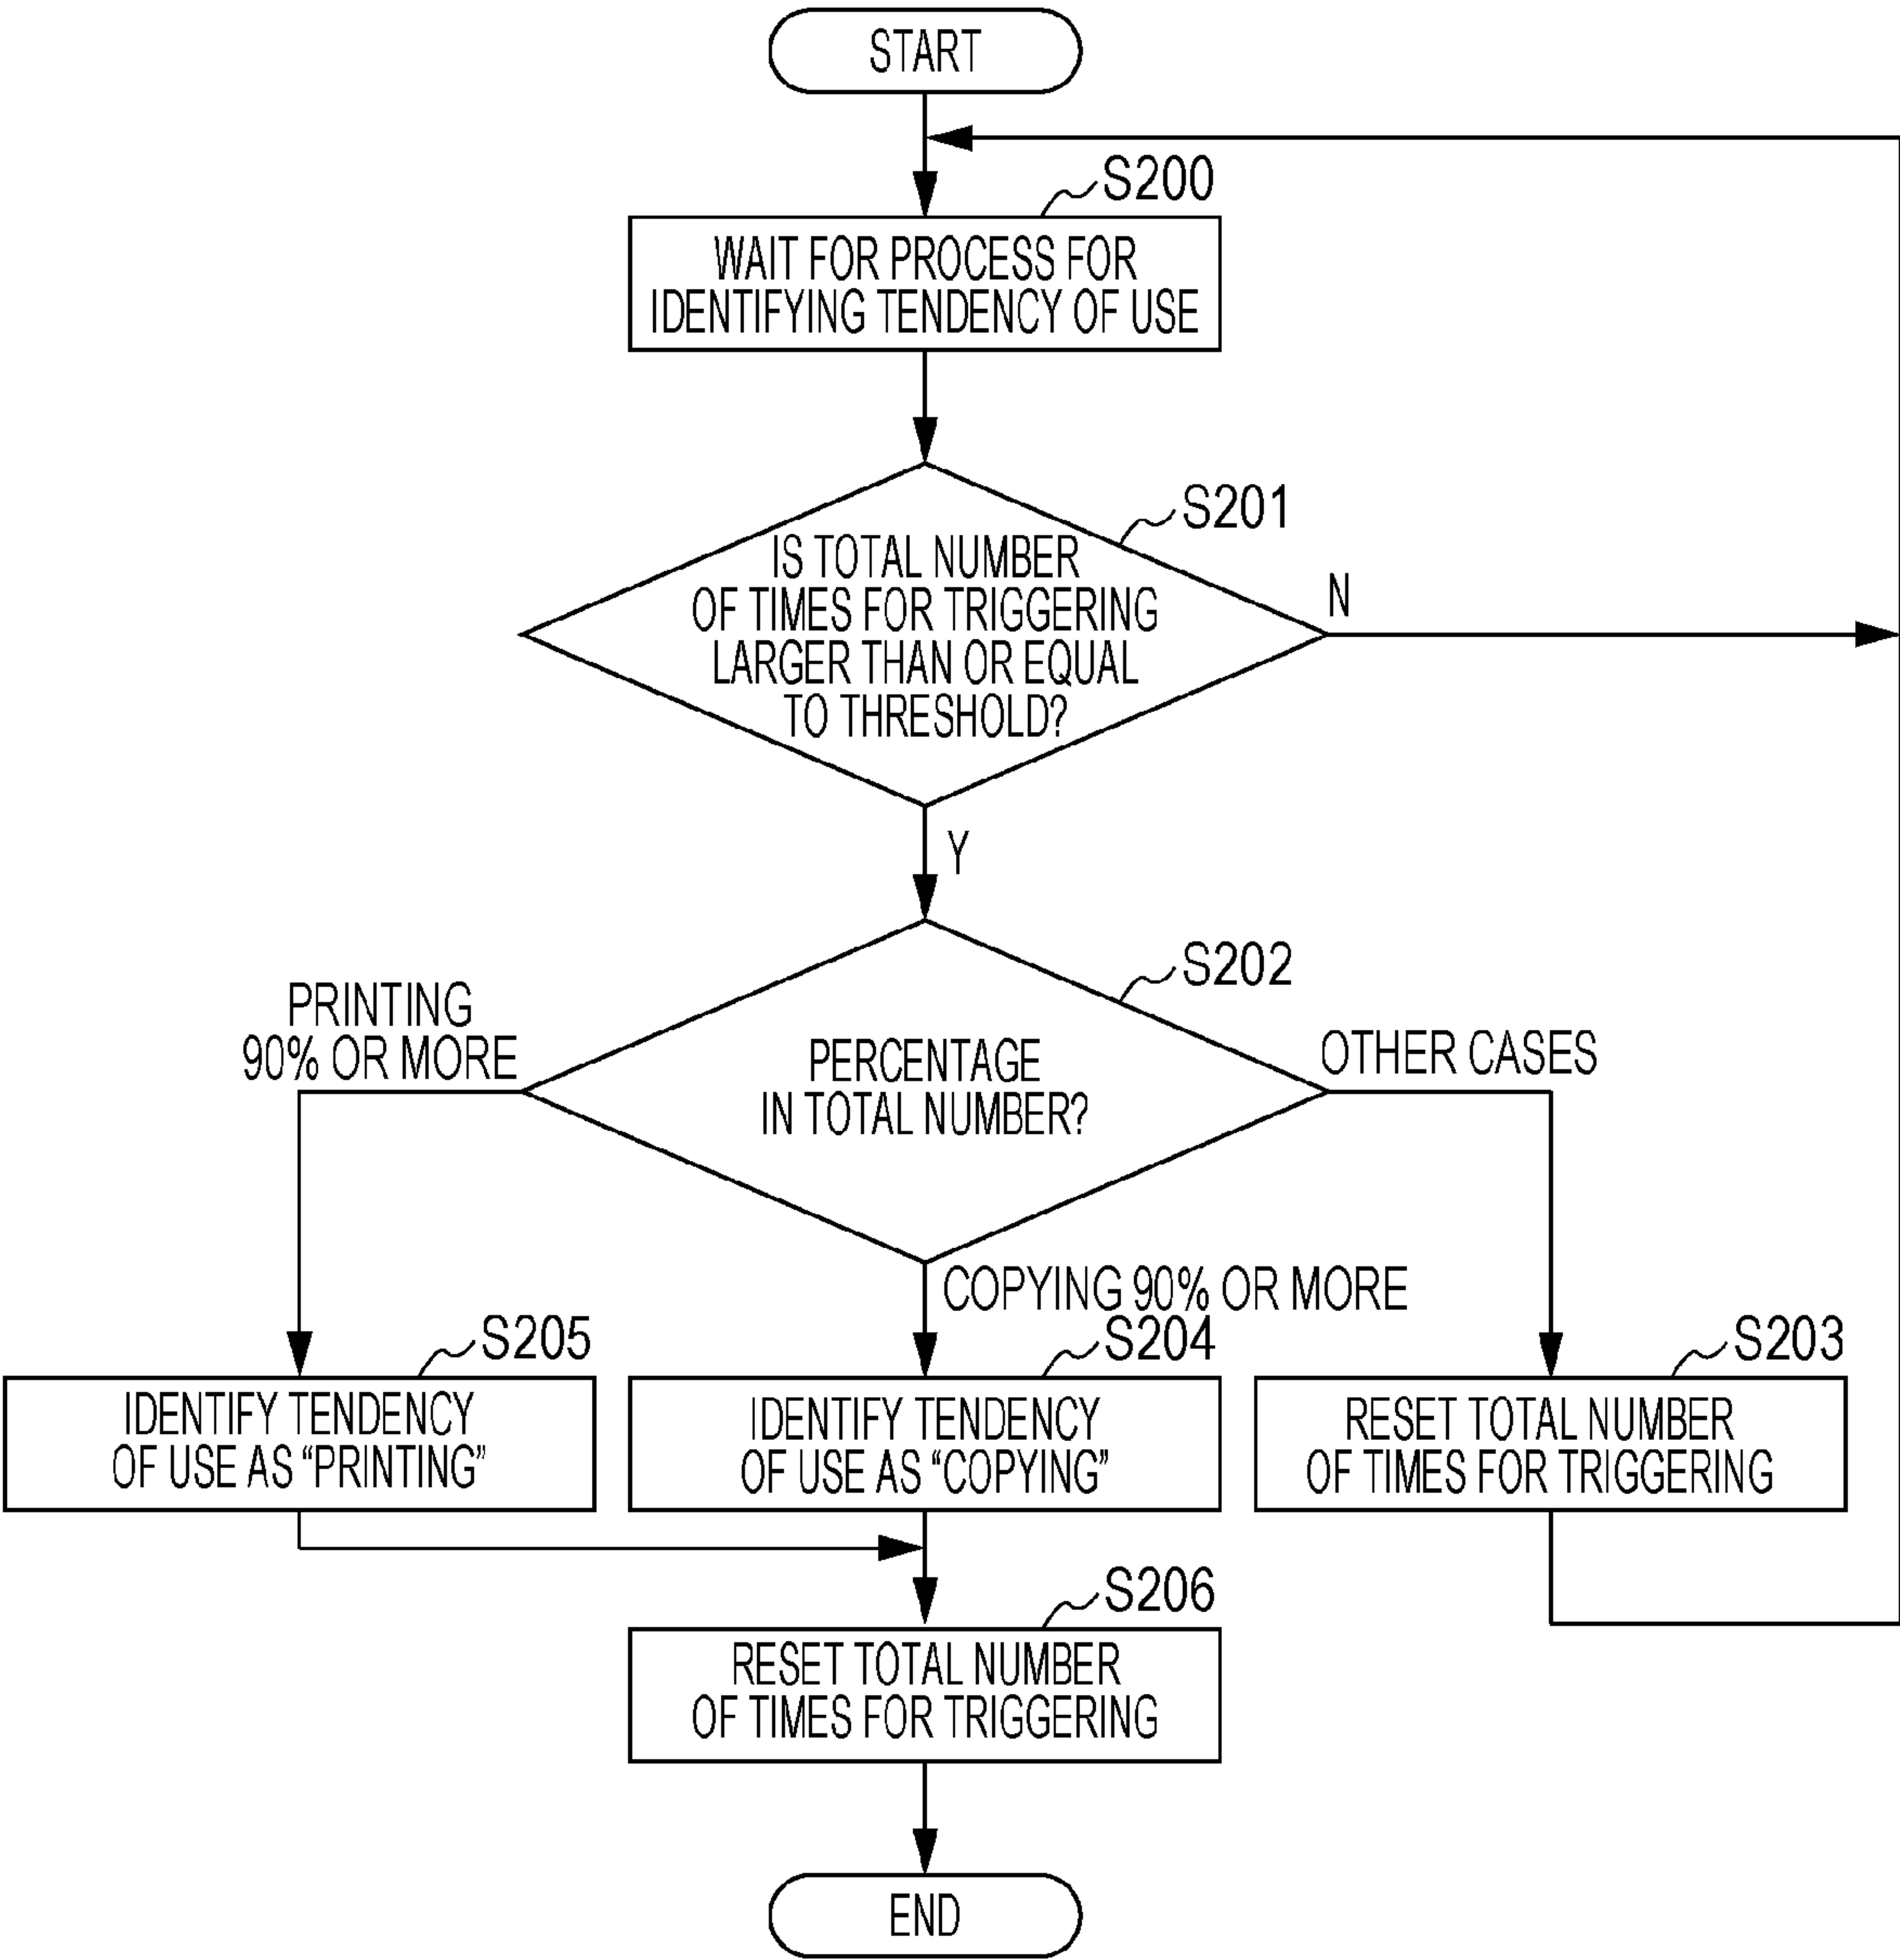 START
S200
WAIT FOR PROCESS FOR
IDENTIFYING TENDENCY OF USE
S201
IS TOTAL NUMBER
OF TIMES FOR TRIGGERING
LARGER THAN OR EQUAL
TO THRESHOLD?
N
Y
S202
PERCENTAGE
IN TOTAL NUMBER?
PRINTING
90% OR MORE
OTHER CASES
COPYING 90% OR MORE
S205
IDENTIFY TENDENCY
OF USE AS “PRINTING”
S204
IDENTIFY TENDENCY
OF USE AS “COPYING”
S203
RESET TOTAL NUMBER
OF TIMES FOR TRIGGERING
S206
RESET TOTAL NUMBER
OF TIMES FOR TRIGGERING
END